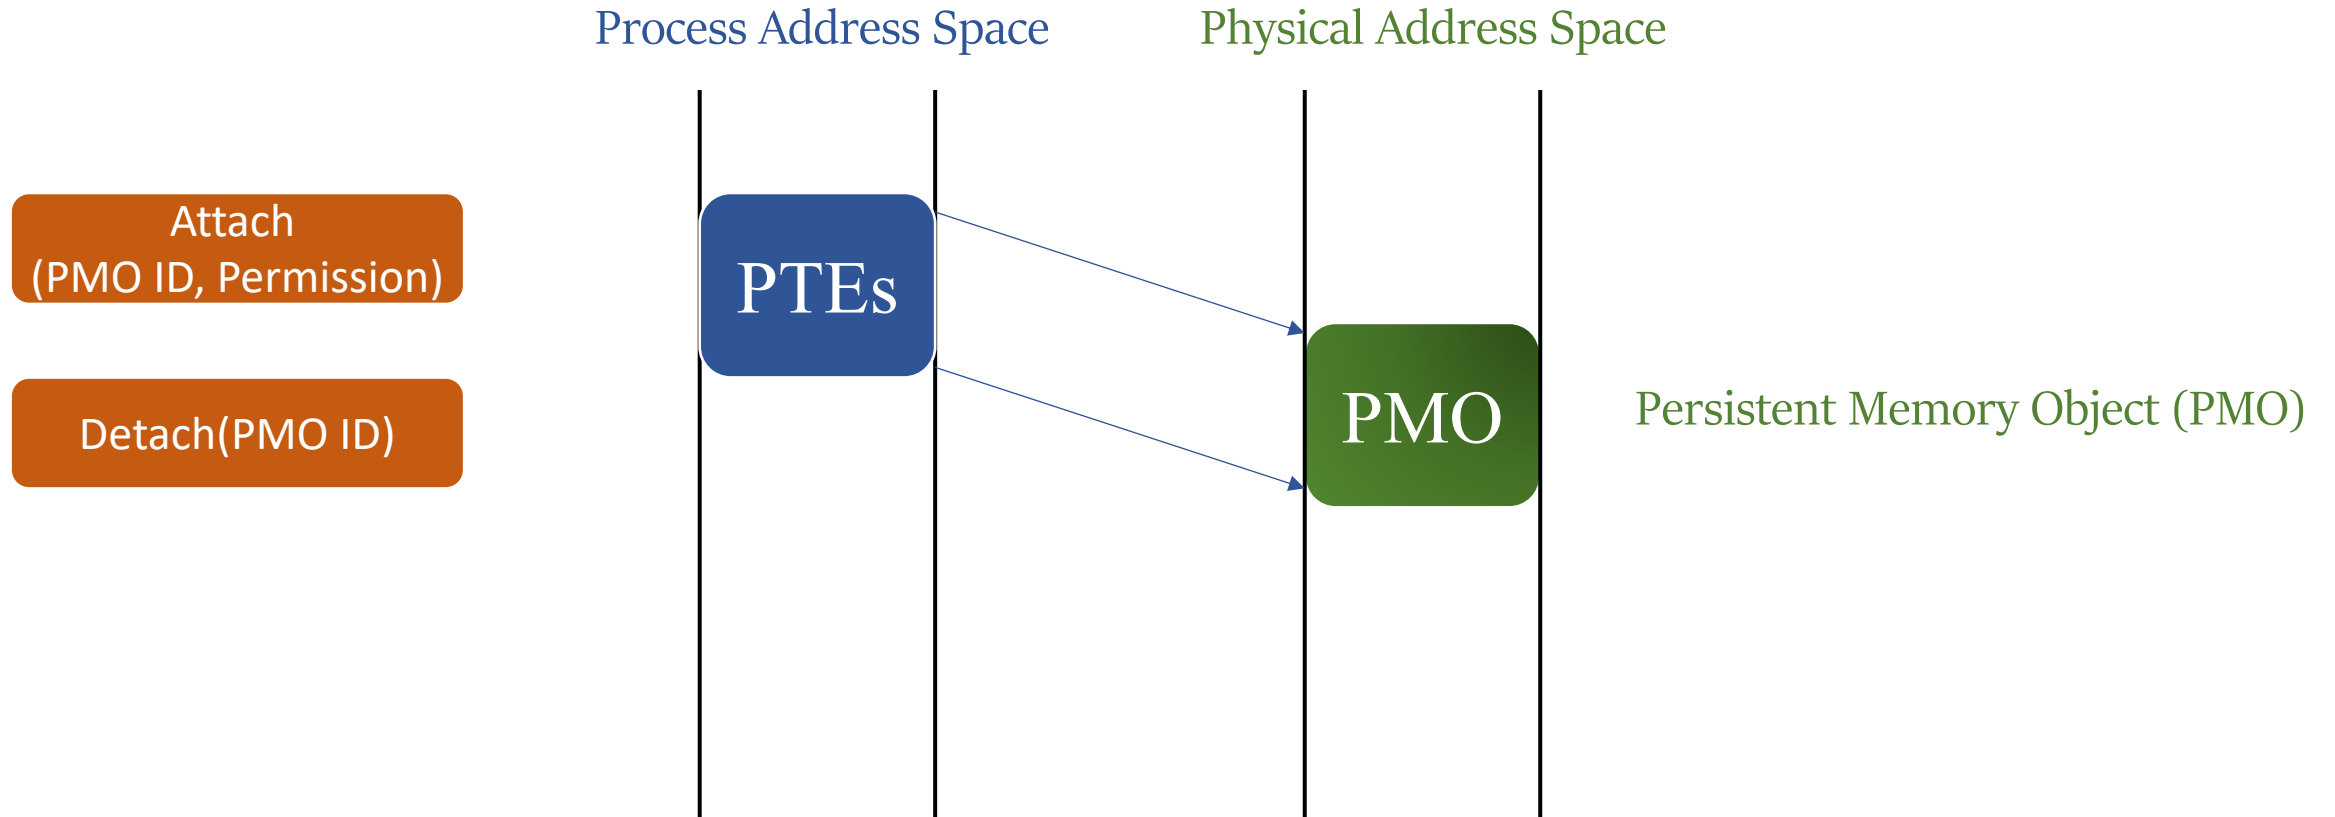 Process Address Space
Physical Address Space
Attach
(PMO ID, Permission)
PTEs
PMO
Persistent Memory Object (PMO)
Detach(PMO ID)